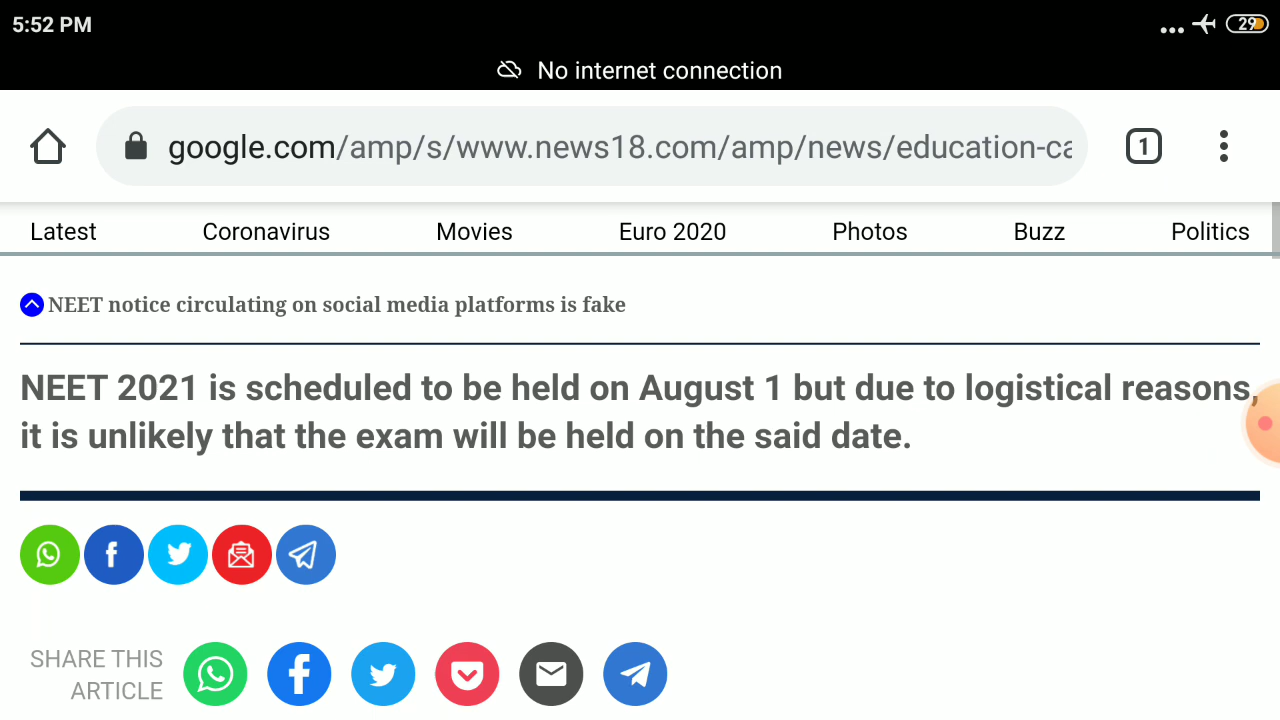 5:52 PM
29
No internet connection
google.com/amp/s/www.news18.com/amp/news/education-ca
1
Latest Coronavirus Movies Euro 2020 Photos Buzz Politics
NEET notice circulating on social media platforms is fake
NEET 2021 is scheduled to be held on August 1 but due to logistical reasons,
it is unlikely that the exam will be held on the said date.
SHARE THIS
ARTICLE